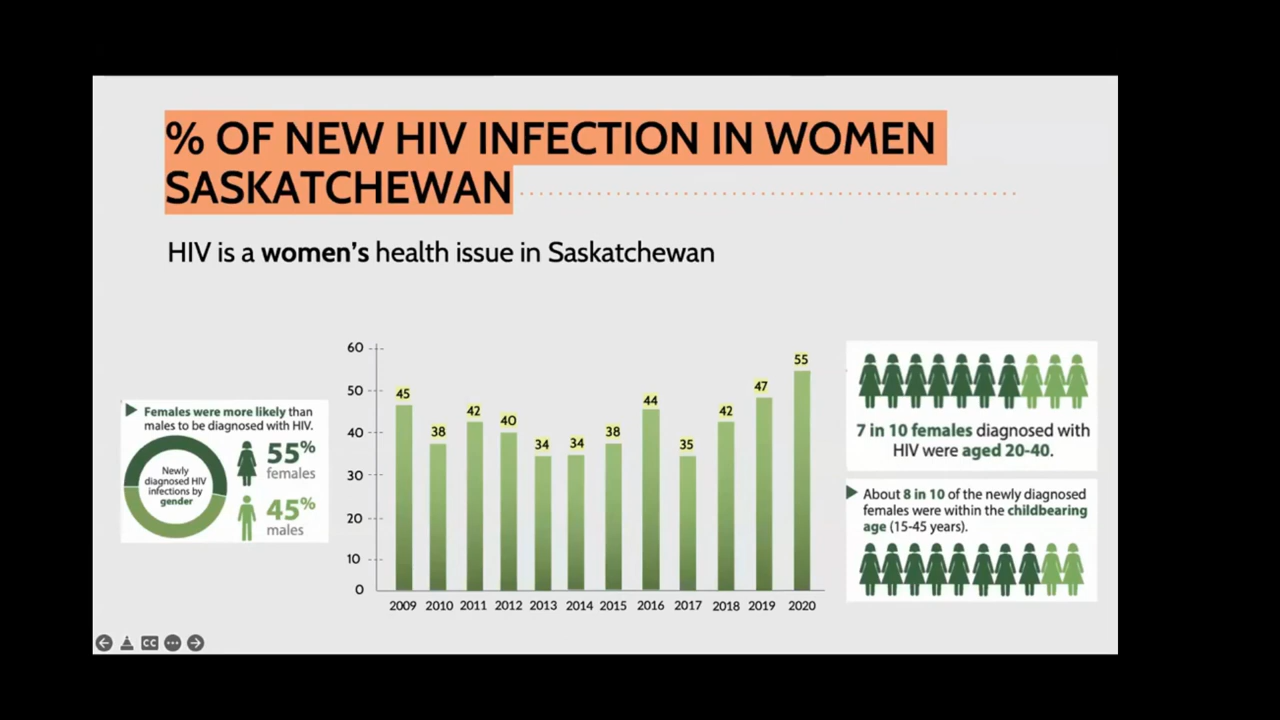 % OF NEW HIV INFECTION IN WOMEN
SASKATCHEWAN
HIV is a women's health issue in Saskatchewan
Females were more likely than
males to be diagnosed with HIV.
Newly
diagnosed HIV
infections by
gender
55%
females
45%
males
60
50
40
30
20
10
0
45
38
42
40
34
34
38
44
35
42
47
55
2009 2010 2011 2012 2013 2014 2015 2016 2017 2018 2019 2020
7 in 10 females diagnosed with
HIV were aged 20-40.
About 8 in 10 of the newly diagnosed
females were within the childbearing
age (15-45 years).
CC